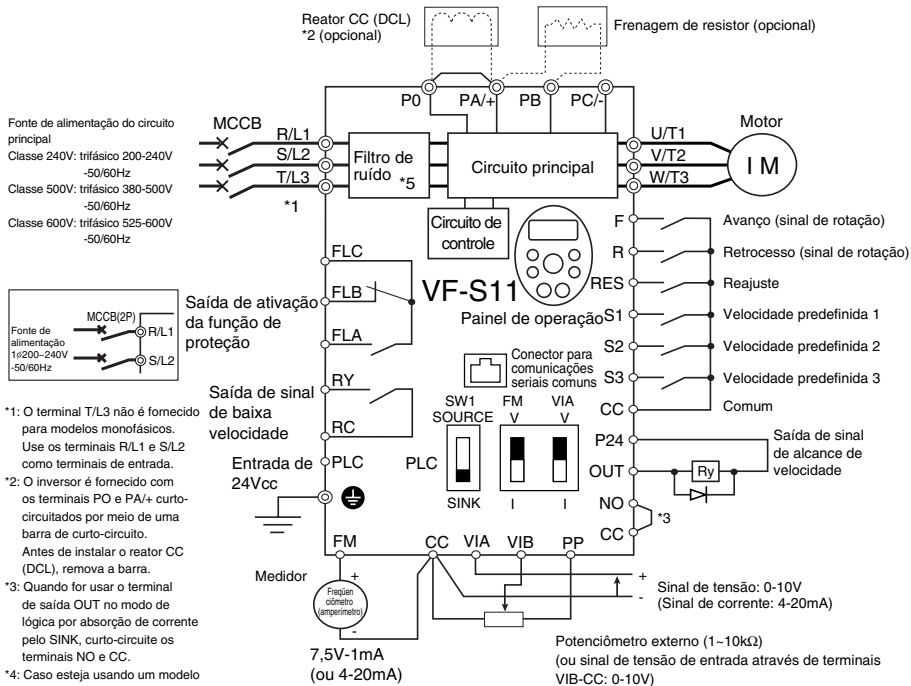 Reator CC (DCL)
*2 (opcional)
Frenagem de resistor (opcional)
P0
PA/+
PB
PC/-
Fonte de alimentação do circuito
principal
Classe 240V: trifásico 200-240V
-50/60Hz
Classe 500V: trifásico 380-500V
-50/60Hz
Classe 600V: trifásico 525-600V
-50/60Hz
MCCB
R/L1
S/L2
T/L3
*1
Filtro de
ruído
*5
Circuito principal
U/T1
V/T2
W/T3
Motor
I M
Circuito de
controle
VF-S11
Painel de operação
FLC
FLB
FLA
Saída de ativação
da função de
proteção
RY
RC
Saída de sinal
de baixa
velocidade
Entrada de
24Vcc
PLC
F
Avanço (sinal de rotação)
R
Retrocesso (sinal de rotação)
RES
Reajuste
S1
Velocidade predefinida 1
S2
Velocidade predefinida 2
S3
Velocidade predefinida 3
CC
Comum
P24
OUT
Ry
Saída de sinal
de alcance de
velocidade
NO
CC
*3
Conector para
comunicações
seriais comuns
SW1
SOURCE
PLC
SINK
FM
V
I
VIA
V
I
MCCB(2P)
Fonte de
alimentação
1ø200~240V
-50/60Hz
R/L1
S/L2
*1: O terminal T/L3 não é fornecido
para modelos monofásicos.
Use os terminais R/L1 e S/L2
como terminais de entrada.
*2: O inversor é fornecido com
os terminais PO e PA/+ curto-
circuitados por meio de uma
barra de curto-circuito.
Antes de instalar o reator CC
(DCL), remova a barra.
*3: Quando for usar o terminal
de saída OUT no modo de
lógica por absorção de corrente
pelo SINK, curto-circuite os
terminais NO e CC.
*4: Caso esteja usando um modelo
FM
CC
VIA
VIB
PP
Medidor
+
Freqüen
ciômetro
(amperímetro)
-
7,5V-1mA
(ou 4-20mA)
+
-
Sinal de tensão: 0-10V
(Sinal de corrente: 4-20mA)
Potenciômetro externo (1~10kΩ)
(ou sinal de tensão de entrada através de terminais
VIB-CC: 0-10V)